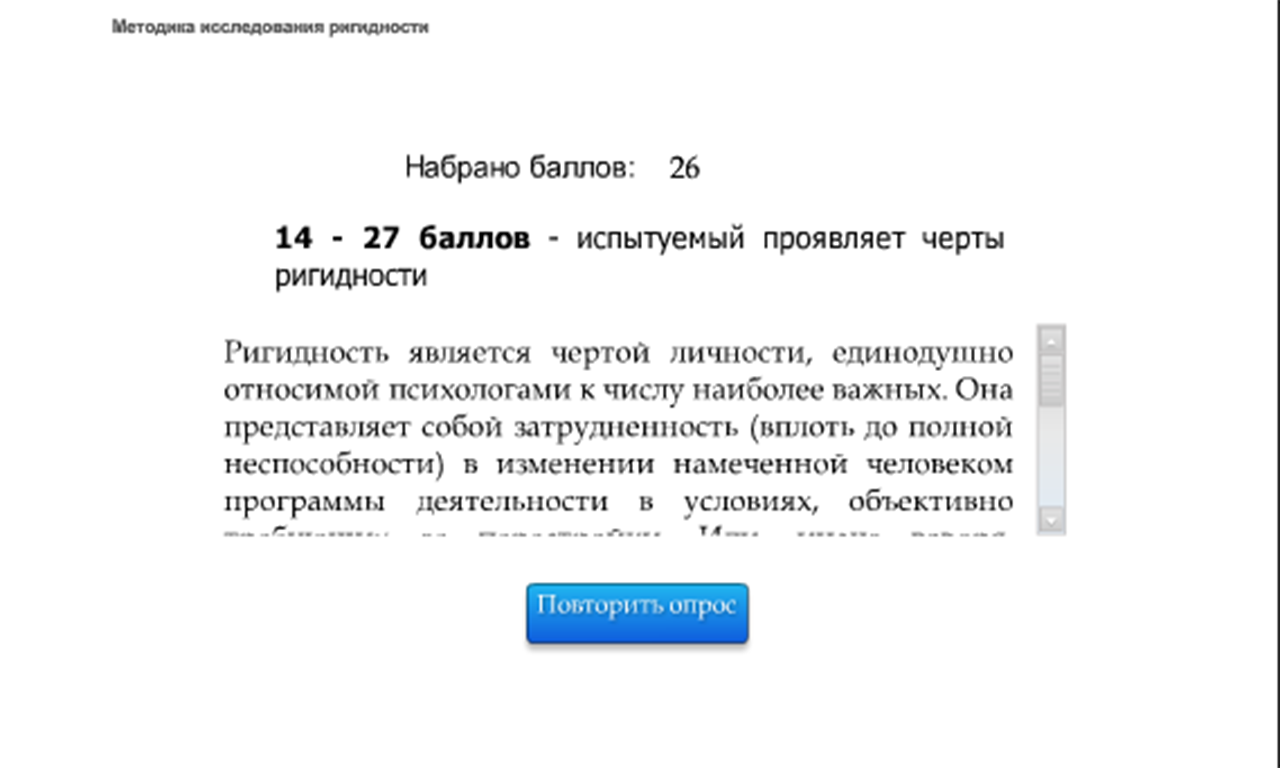 Методика исследования ригидности
Набрано баллов: 26
14 - 27 баллов - испытуемый проявляет черты
ригидности
Ригидность является чертой личности, единодушно
относимой психологами к числу наиболее важных. Она
представляет собой затрудненность (вплоть до полной
неспособности) в изменении намеченной человеком
программы деятельности в условиях, объективно
Повторить опрос